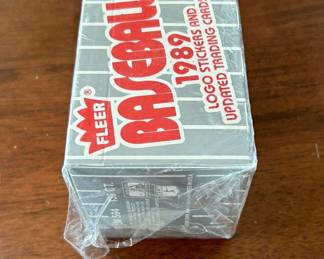 FLEER®
BASEBALL
1989
LOGO STICKERS AND
UPDATED TRADING CARDS